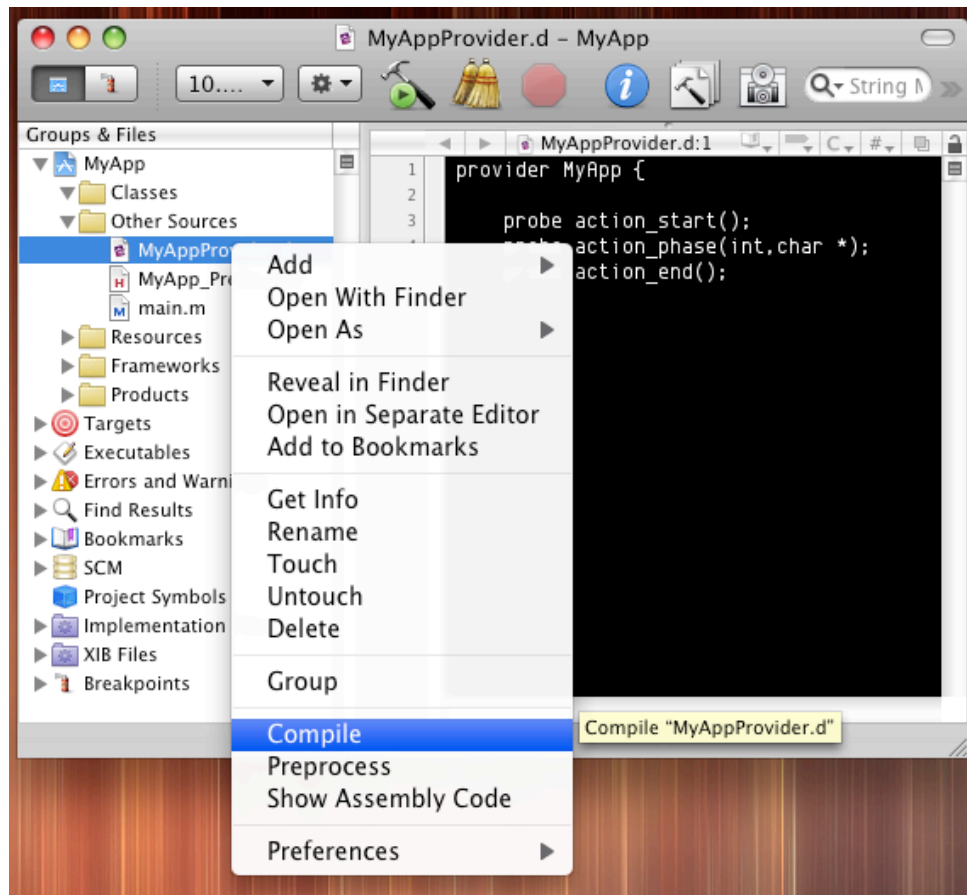 MyAppProvider.d – MyApp
10....
String M
Groups & Files
MyAppProvider.d:1
C
#
MyApp
Classes
Other Sources
MyAppPro
MyApp_Pre
main.m
Resources
Frameworks
Products
Targets
Executables
Errors and Warni
Find Results
Bookmarks
SCM
Project Symbols
Implementation
XIB Files
Breakpoints
1
2
3
provider MyApp {
probe action_start();
action_phase(int,char *);
action_end();
Add
Open With Finder
Open As
Reveal in Finder
Open in Separate Editor
Add to Bookmarks
Get Info
Rename
Touch
Untouch
Delete
Group
Compile
Preprocess
Show Assembly Code
Preferences
Compile "MyAppProvider.d"